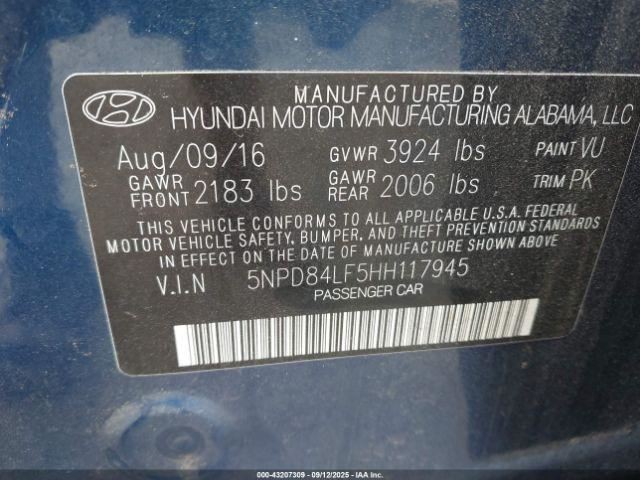 MANUFACTURED BY
HYUNDAI MOTOR MANUFACTURING ALABAMA, LLC
Aug/09/16 GVWR 3924 lbs PAINT VU
GAWR FRONT 2183 lbs GAWR REAR 2006 lbs TRIM PK
THIS VEHICLE CONFORMS TO ALL APPLICABLE U.S.A. FEDERAL
MOTOR VEHICLE SAFETY, BUMPER, AND THEFT PREVENTION
STANDARDS IN EFFECT ON THE DATE OF MANUFACTURE SHOWN ABOVE
V.I.N 5NPD84LF5HH117945
PASSENGER CAR
000-43207309 - 09/12/2025 - IAA Inc.